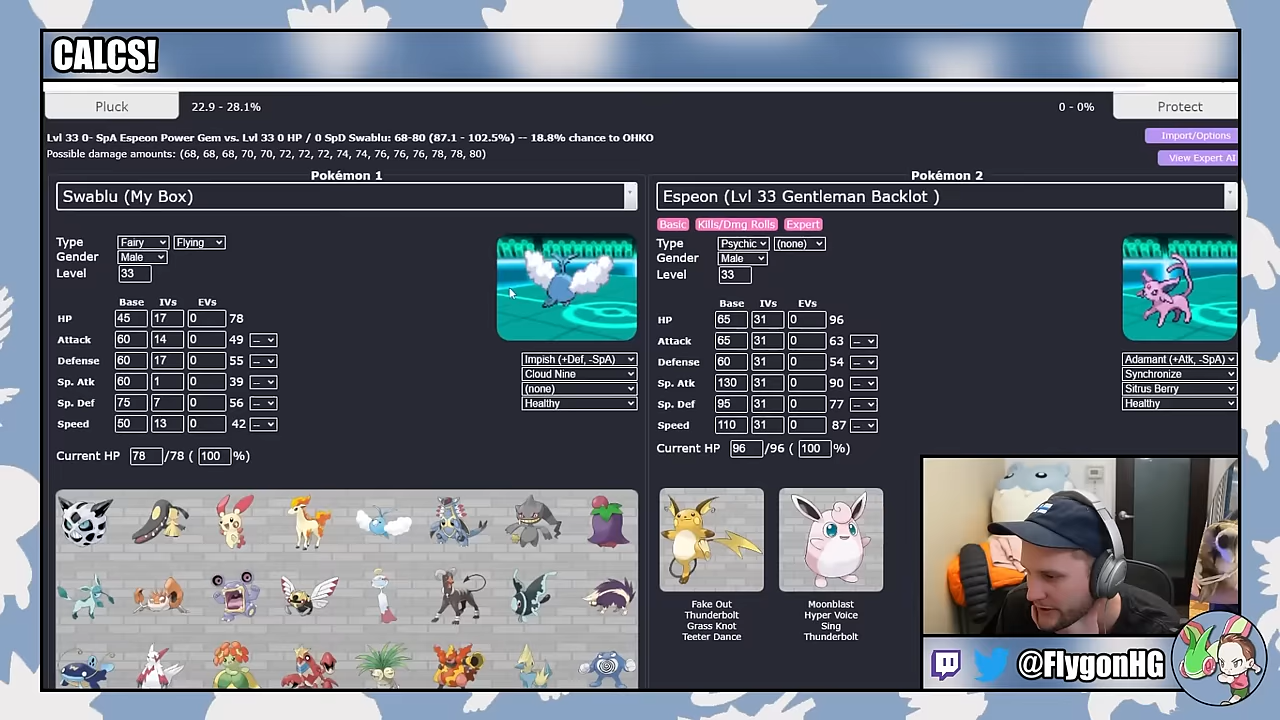 CALCS!
Pluck 22.9 - 28.1% 0 - 0% Protect
Lvl 33 0- SpA Espeon Power Gem vs. Lvl 33 0 HP / 0 SpD Swablu: 68-80 (87.1 - 102.5%) -- 18.8% chance to OHKO
Import/Options
Possible damage amounts: (68, 68, 68, 70, 70, 72, 72, 72, 74, 74, 76, 76, 76, 78, 78, 80)
View Expert AI
Pokémon 1
Swablu (My Box)
Type Fairy Flying
Gender Male
Level 33
Base IVs EVs
HP 45 17 0 78
Attack 60 14 0 49 --
Defense 60 17 0 55 --
Sp. Atk 60 1 0 39 --
Sp. Def 75 7 0 56 --
Speed 50 13 0 42 --
Impish (+Def, -SpA)
Cloud Nine
(none)
Healthy
Current HP 78 /78 ( 100 %)
Pokémon 2
Espeon (Lvl 33 Gentleman Backlot )
Basic Kills/Dmg Rolls Expert
Type Psychic (none)
Gender Male
Level 33
Base IVs EVs
HP 65 31 0 96
Attack 65 31 0 63 --
Defense 60 31 0 54 --
Sp. Atk 130 31 0 90 --
Sp. Def 95 31 0 77 --
Speed 110 31 0 87 --
Adamant (+Atk, -SpA)
Synchronize
Sitrus Berry
Healthy
Current HP 96 /96 ( 100 %)
Fake Out
Thunderbolt
Grass Knot
Teeter Dance
Moonblast
Hyper Voice
Sing
Thunderbolt
@FlygonHG